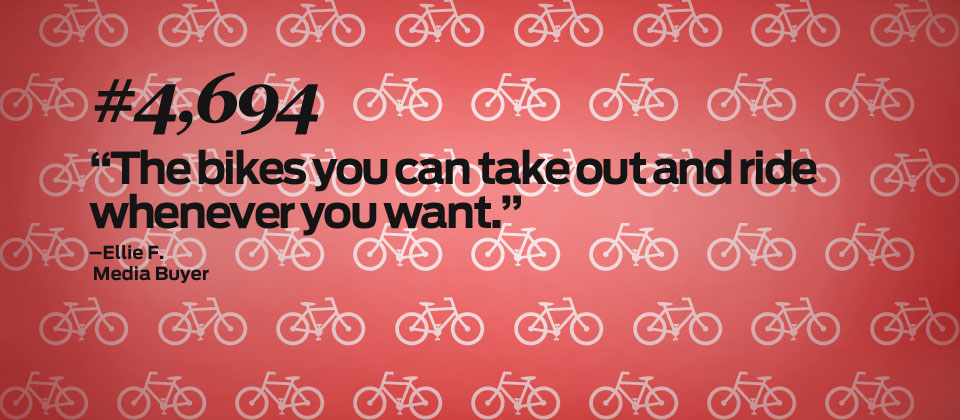 #4,694
“The bikes you can take out and ride
whenever you want.”
–Ellie F.
Media Buyer